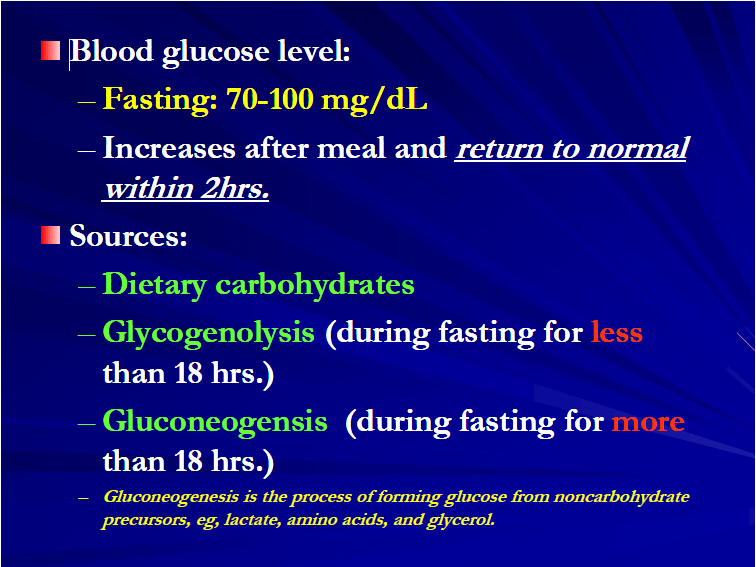 Blood glucose level:
– Fasting: 70-100 mg/dL
– Increases after meal and return to normal
within 2hrs.
Sources:
– Dietary carbohydrates
– Glycogenolysis (during fasting for less
than 18 hrs.)
– Gluconeogensis (during fasting for more
than 18 hrs.)
– Gluconeogenesis is the process of forming glucose from noncarbohydrate
precursors, eg, lactate, amino acids, and glycerol.